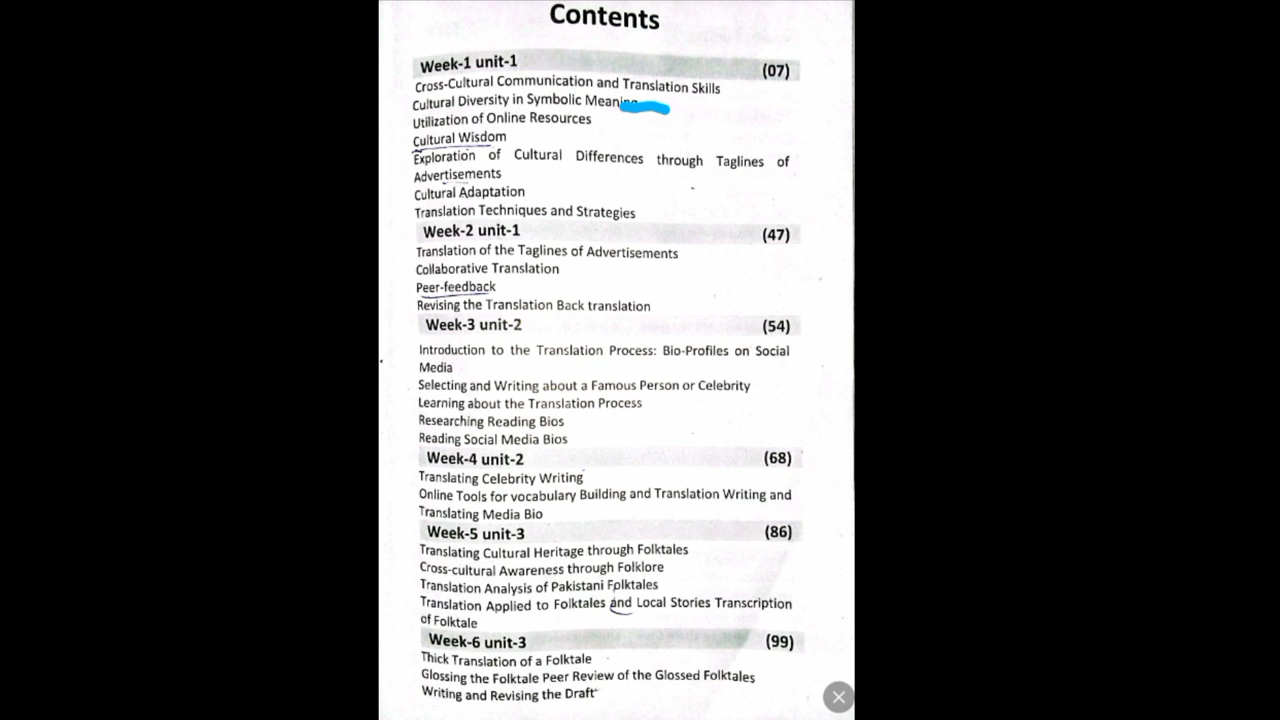 Contents
Week-1 unit-1 (07)
Cross-Cultural Communication and Translation Skills
Cultural Diversity in Symbolic Meaning
Utilization of Online Resources
Cultural Wisdom
Exploration of Cultural Differences through Taglines of
Advertisements
Cultural Adaptation
Translation Techniques and Strategies
Week-2 unit-1 (47)
Translation of the Taglines of Advertisements
Collaborative Translation
Peer-feedback
Revising the Translation Back translation
Week-3 unit-2 (54)
Introduction to the Translation Process: Bio-Profiles on Social
Media
Selecting and Writing about a Famous Person or Celebrity
Learning about the Translation Process
Researching Reading Bios
Reading Social Media Bios
Week-4 unit-2 (68)
Translating Celebrity Writing
Online Tools for vocabulary Building and Translation Writing and
Translating Media Bio
Week-5 unit-3 (86)
Translating Cultural Heritage through Folktales
Cross-cultural Awareness through Folklore
Translation Analysis of Pakistani Folktales
Translation Applied to Folktales and Local Stories Transcription
of Folktale
Week-6 unit-3 (99)
Thick Translation of a Folktale
Glossing the Folktale Peer Review of the Glossed Folktales
Writing and Revising the Draft